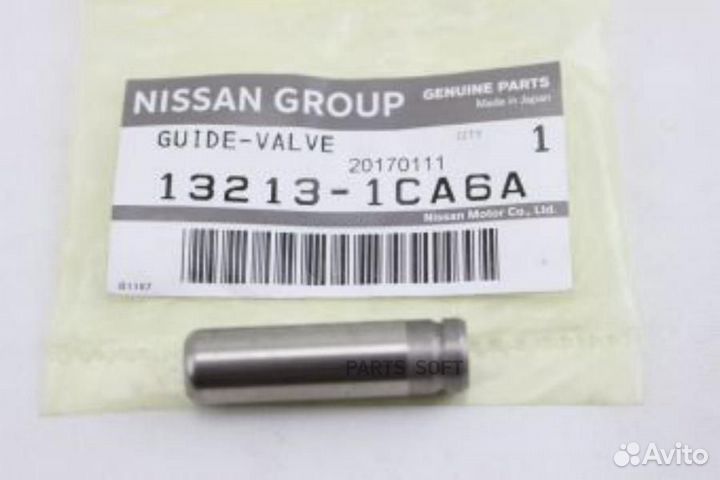 NISSAN GROUP
GENUINE PARTS
Made in Japan
GUIDE-VALVE
QTY 1
20170111
13213-1CA6A
Nissan Motor Co., Ltd.
PARTS SOFT
Avito